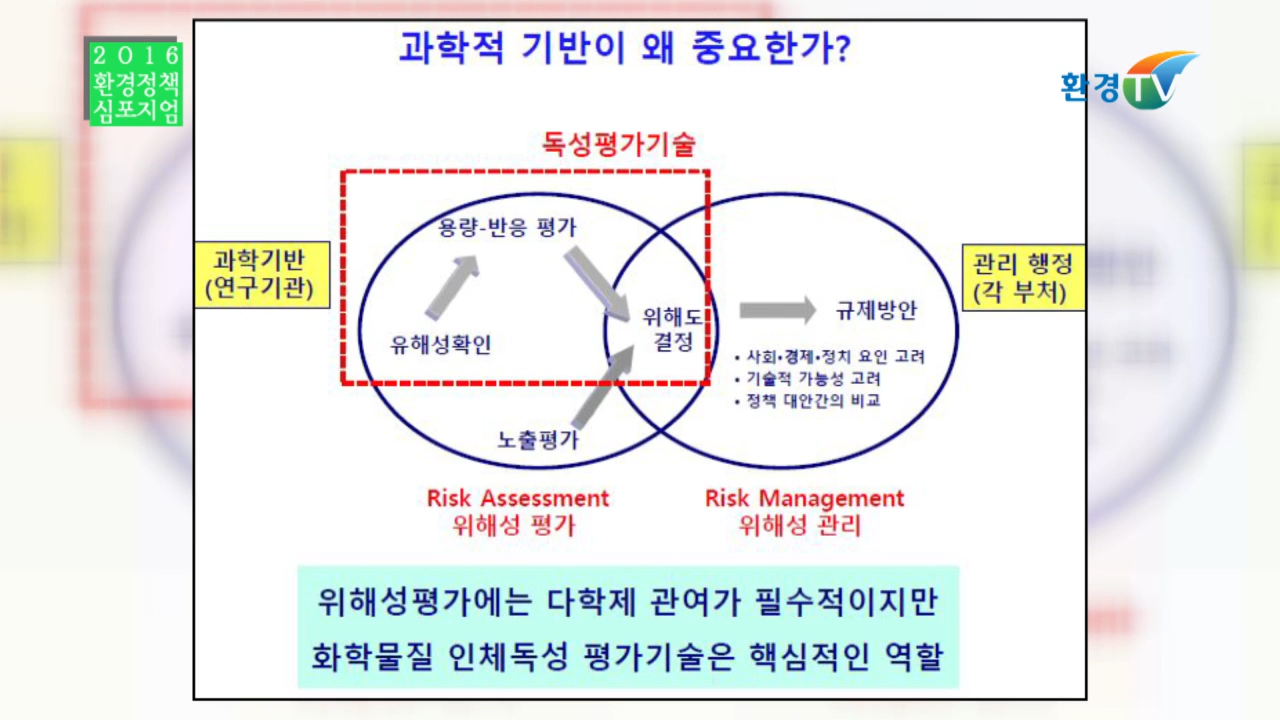 2016
환경정책
심포지엄
환경TV
과학적 기반이 왜 중요한가?
독성평가기술
용량-반응 평가
과학기반
(연구기관)
관리 행정
(각 부처)
유해성확인
위해도
결정
규제방안
• 사회•경제•정치 요인 고려
• 기술적 가능성 고려
• 정책 대안간의 비교
노출평가
Risk Assessment
위해성 평가
Risk Management
위해성 관리
위해성평가에는 다학제 관여가 필수적이지만
화학물질 인체독성 평가기술은 핵심적인 역할